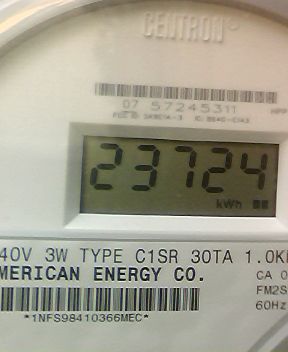 CENTRON®
07 57245311
23724
kWh
40V 3W TYPE C1SR 30TA 1.0K
MERICAN ENERGY CO.
CA 0
FM2S
60Hz
*1NFS98410366MEC*